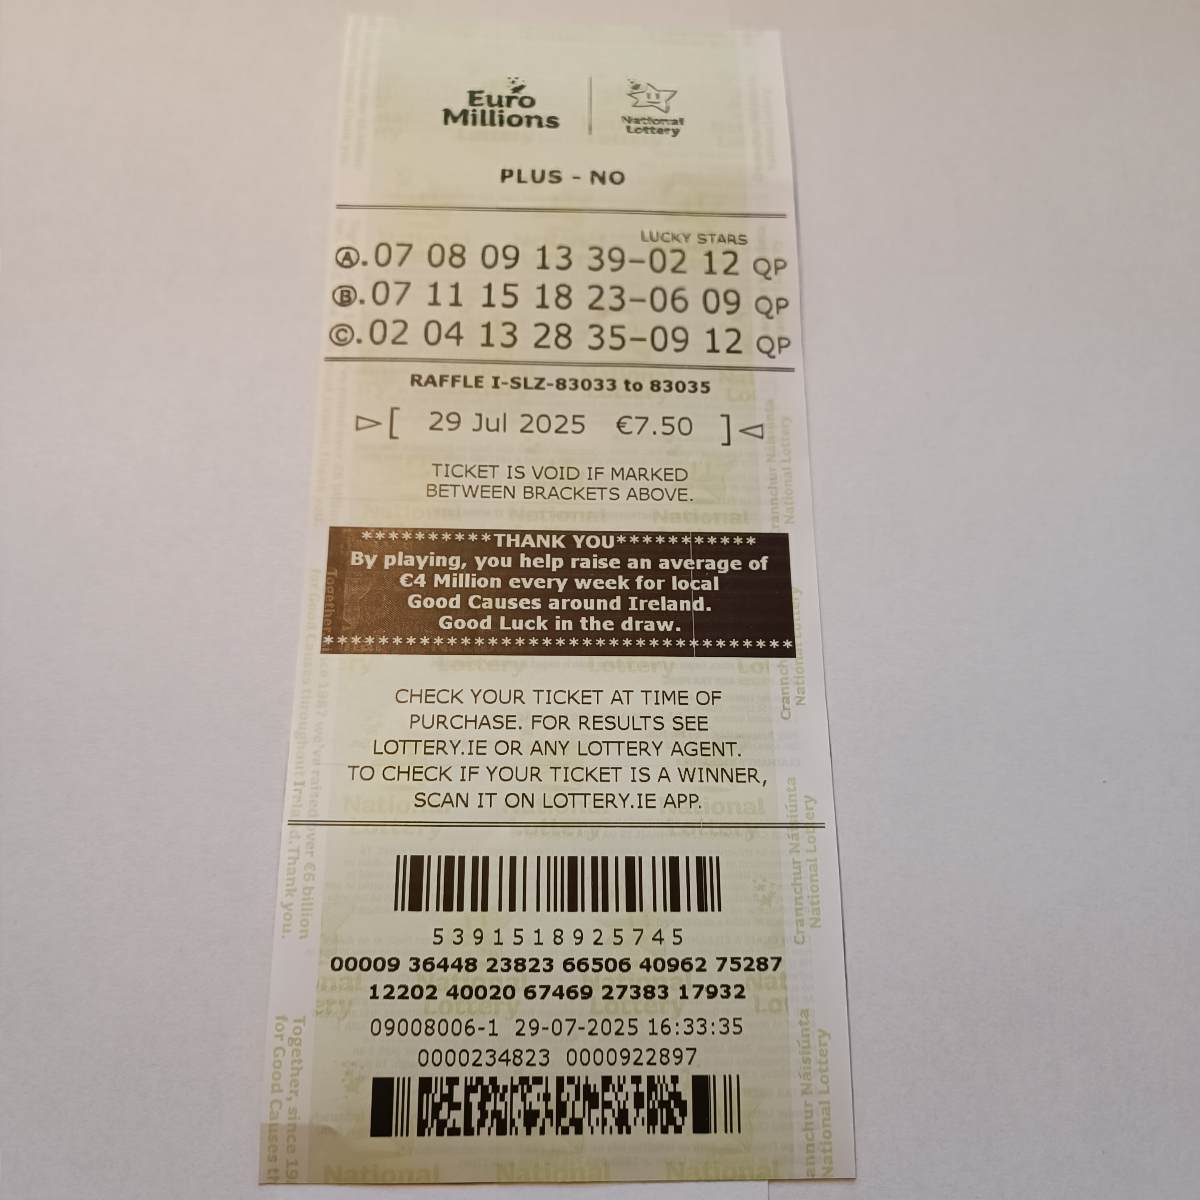 Euro
Millions
National
Lottery
PLUS - NO
LUCKY STARS
Ⓐ.07 08 09 13 39-02 12 QP
Ⓑ.07 11 15 18 23-06 09 QP
Ⓒ.02 04 13 28 35-09 12 QP
RAFFLE I-SLZ-83033 to 83035
▷[ 29 Jul 2025 €7.50 ]◁
TICKET IS VOID IF MARKED
BETWEEN BRACKETS ABOVE.
**********THANK YOU***********
By playing, you help raise an average of
€4 Million every week for local
Good Causes around Ireland.
Good Luck in the draw.
***********************************
CHECK YOUR TICKET AT TIME OF
PURCHASE. FOR RESULTS SEE
LOTTERY.IE OR ANY LOTTERY AGENT.
TO CHECK IF YOUR TICKET IS A WINNER,
SCAN IT ON LOTTERY.IE APP.
5391518925745
00009 36448 23823 66506 40962 75287
12202 40020 67469 27383 17932
09008006-1 29-07-2025 16:33:35
0000234823 0000922897
Crannchur Náisiúnta
National Lottery